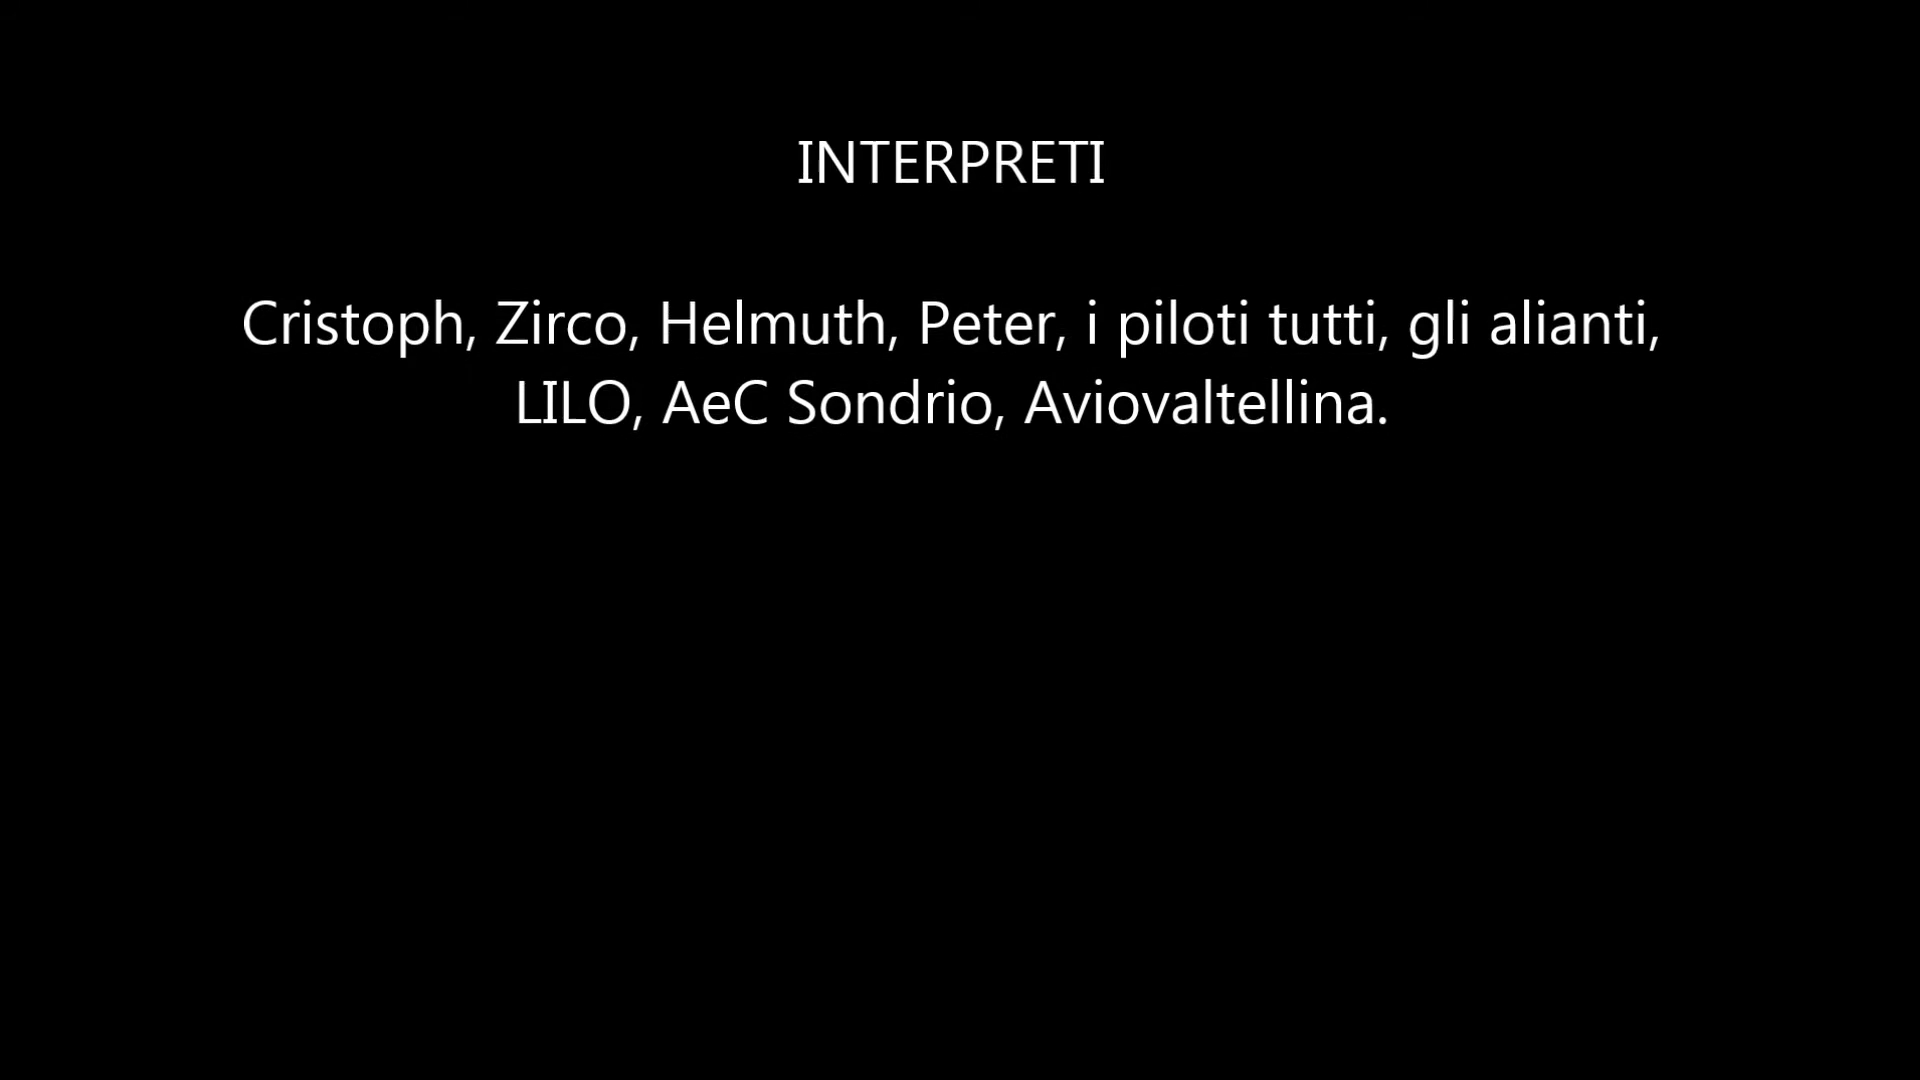 INTERPRETI
Cristoph, Zirco, Helmuth, Peter, i piloti tutti, gli alianti,
LILO, AeC Sondrio, Aviovaltellina.